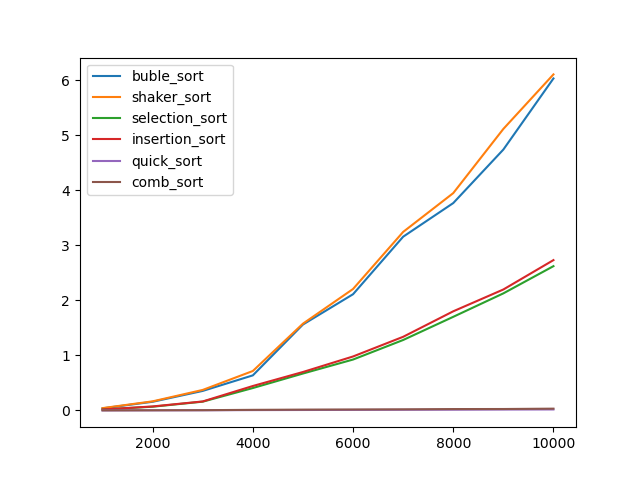 buble_sort
shaker_sort
selection_sort
insertion_sort
quick_sort
comb_sort
6
5
4
3
2
1
0
2000 4000 6000 8000 10000